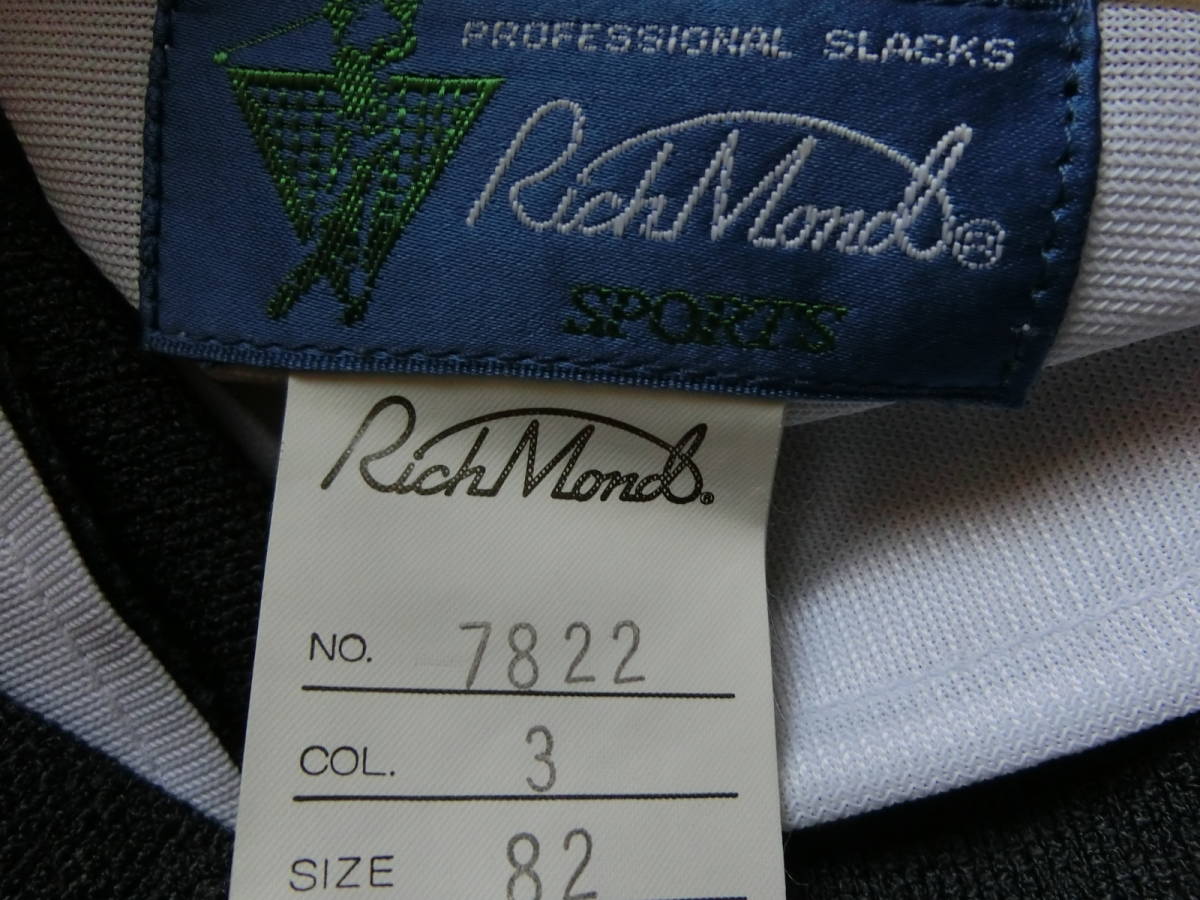 PROFESSIONAL SLACKS
RichMond®
SPORTS
RichMond®
NO. 7822
COL. 3
SIZE 82